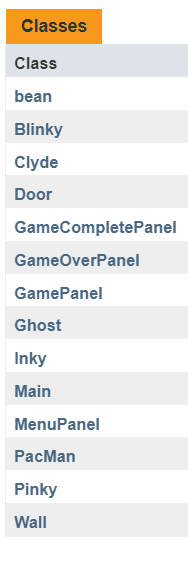 Classes
Class
bean
Blinky
Clyde
Door
GameCompletePanel
GameOverPanel
GamePanel
Ghost
Inky
Main
MenuPanel
PacMan
Pinky
Wall